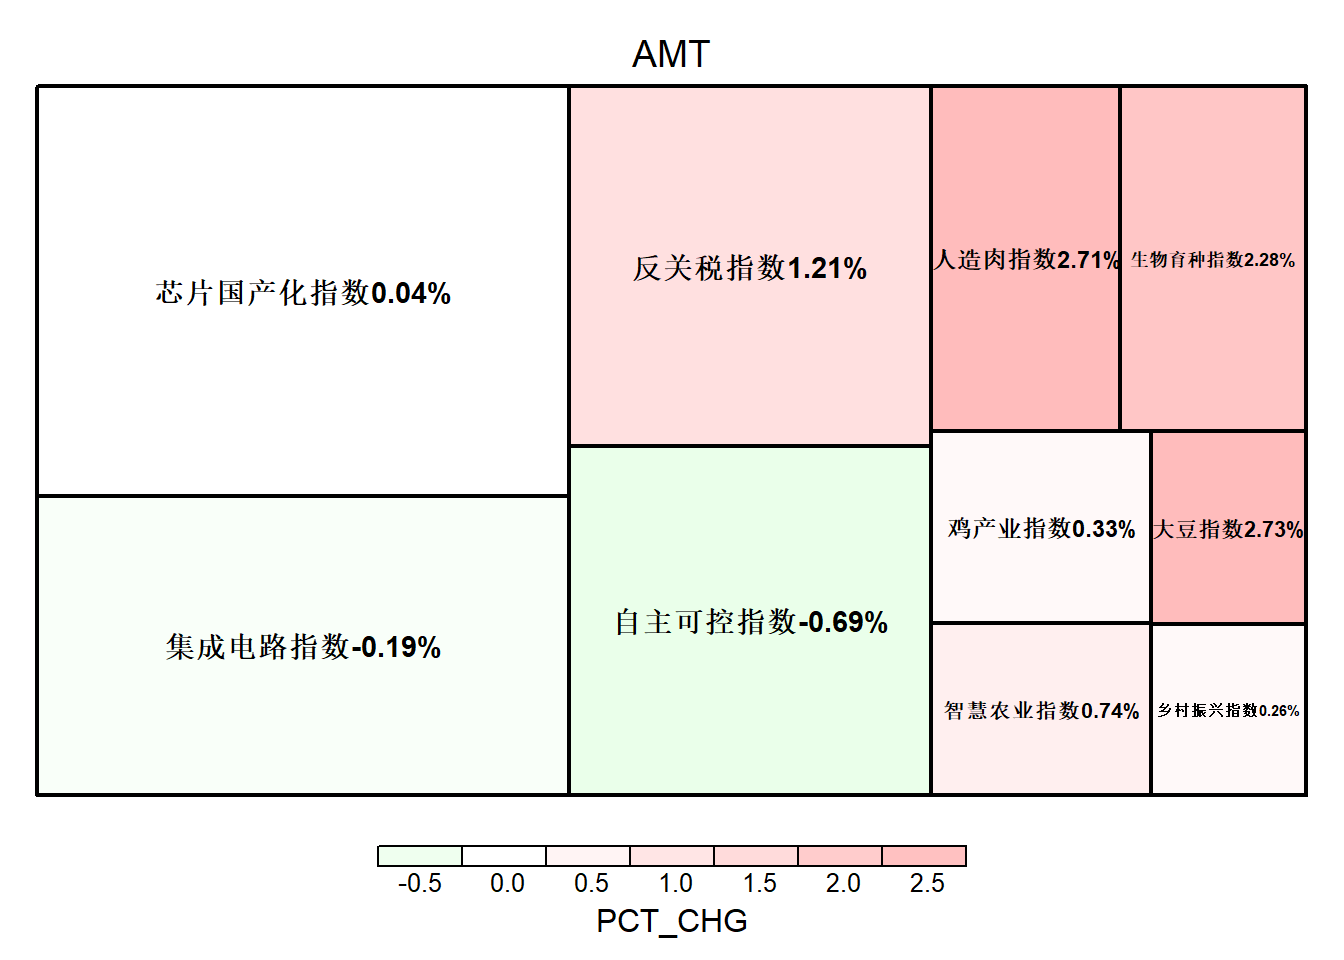 AMT
芯片国产化指数0.04%
反关税指数1.21%
人造肉指数2.71%
生物育种指数2.28%
鸡产业指数0.33%
大豆指数2.73%
集成电路指数-0.19%
自主可控指数-0.69%
智慧农业指数0.74%
乡村振兴指数0.26%
-0.5 0.0 0.5 1.0 1.5 2.0 2.5
PCT_CHG